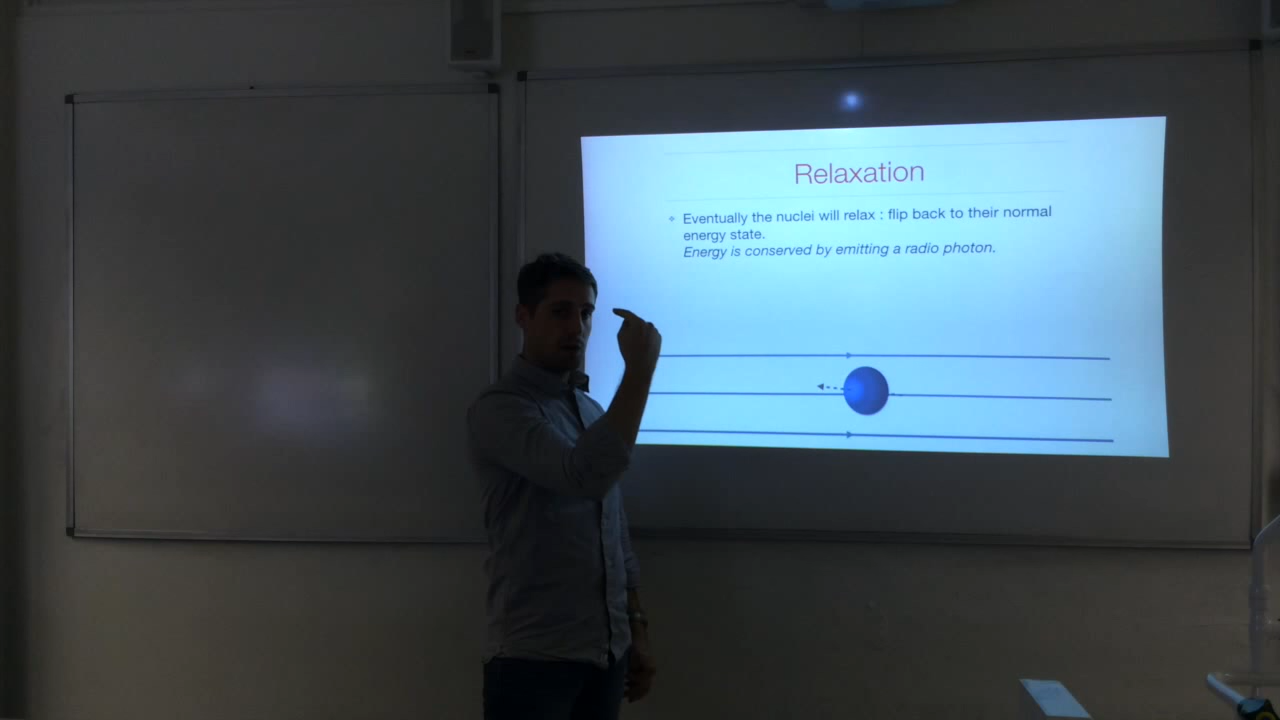 Relaxation
Eventually the nuclei will relax : flip back to their normal
energy state.
Energy is conserved by emitting a radio photon.